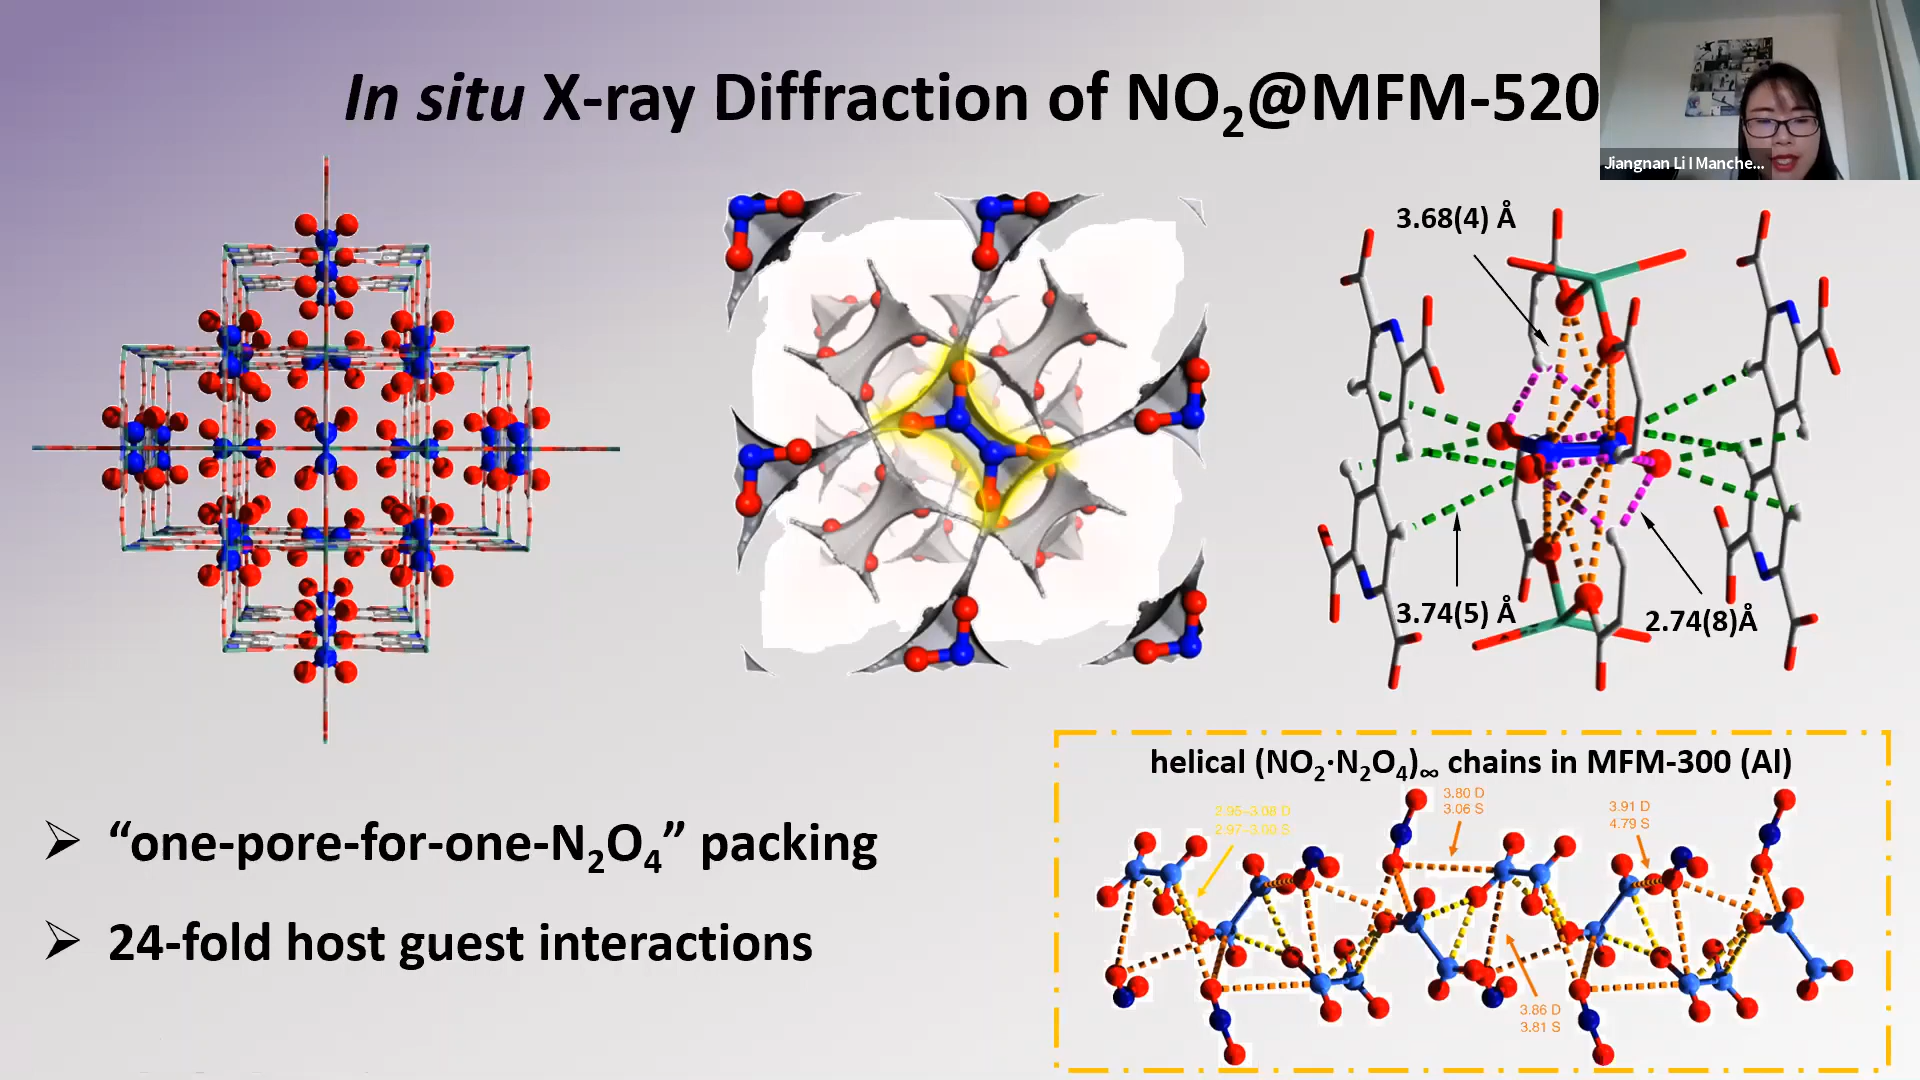 In situ X-ray Diffraction of NO₂@MFM-520
Jiangnan Li I Manche...
3.68(4) Å
3.74(5) Å
2.74(8)Å
➢ “one-pore-for-one-N₂O₄” packing
➢ 24-fold host guest interactions
helical (NO₂·N₂O₄)∞ chains in MFM-300 (Al)
2.95–3.08 D
2.97–3.00 S
3.80 D
3.06 S
3.91 D
4.79 S
3.86 D
3.81 S